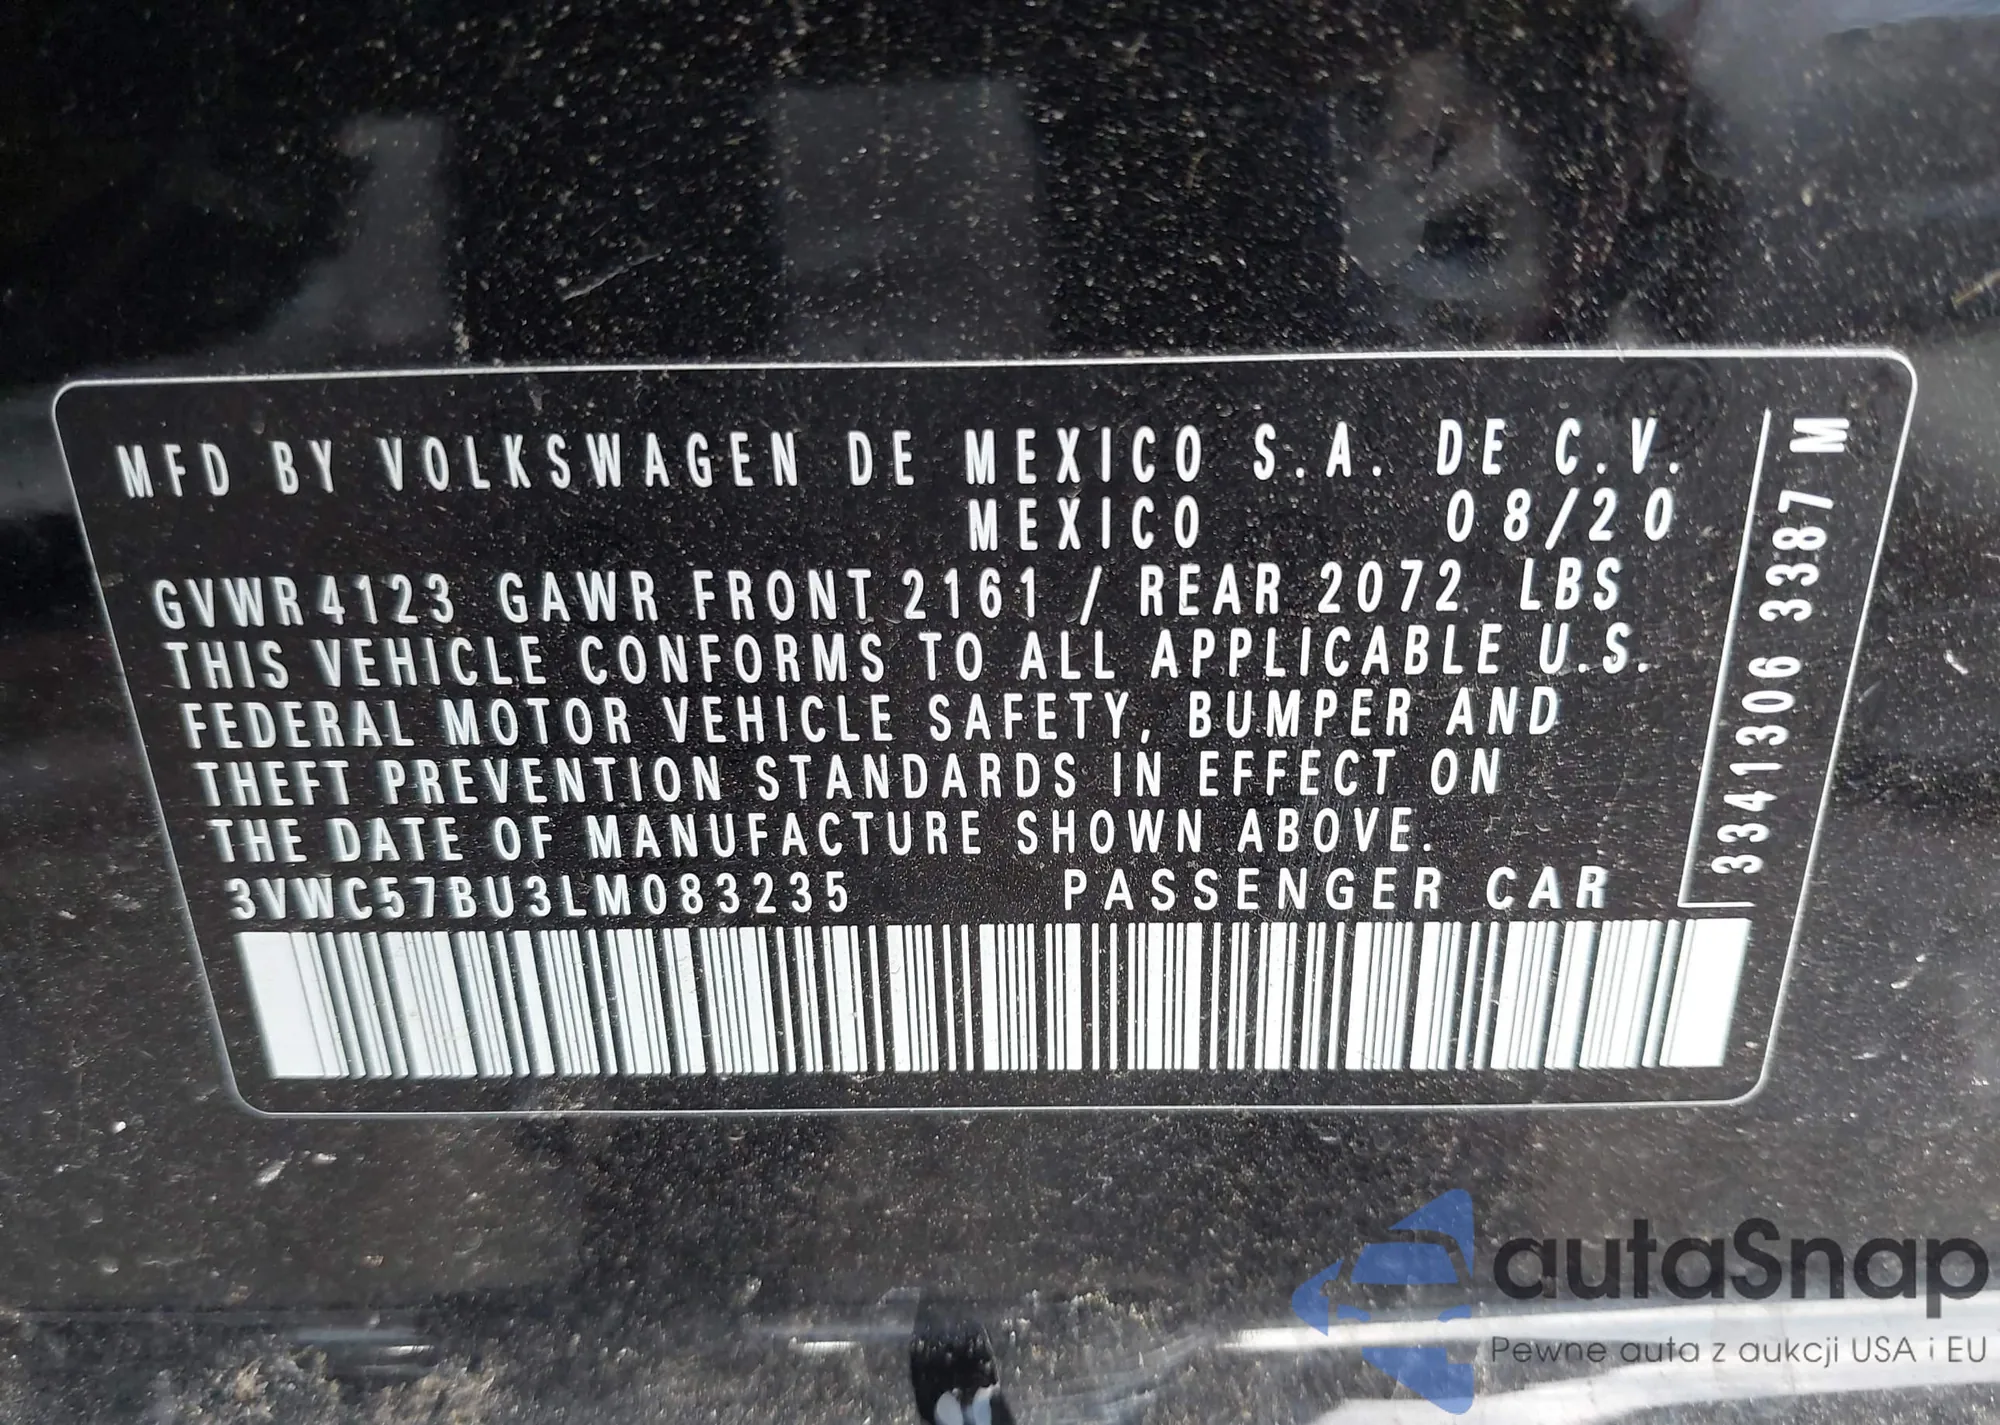 MFD BY VOLKSWAGEN DE MEXICO S.A. DE C.V.
MEXICO 08/20
GVWR 4123 GAWR FRONT 2161 / REAR 2072 LBS
THIS VEHICLE CONFORMS TO ALL APPLICABLE U.S.
FEDERAL MOTOR VEHICLE SAFETY, BUMPER AND
THEFT PREVENTION STANDARDS IN EFFECT ON
THE DATE OF MANUFACTURE SHOWN ABOVE.
3VWC57BU3LM083235 PASSENGER CAR
3341306 3387 M
autaSnap
Pewne auta z aukcji USA i EU